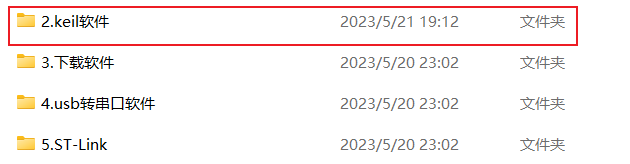 2.keil软件 2023/5/21 19:12 文件夹
3.下载软件 2023/5/20 23:02 文件夹
4.usb转串口软件 2023/5/20 23:02 文件夹
5.ST-Link 2023/5/20 23:02 文件夹